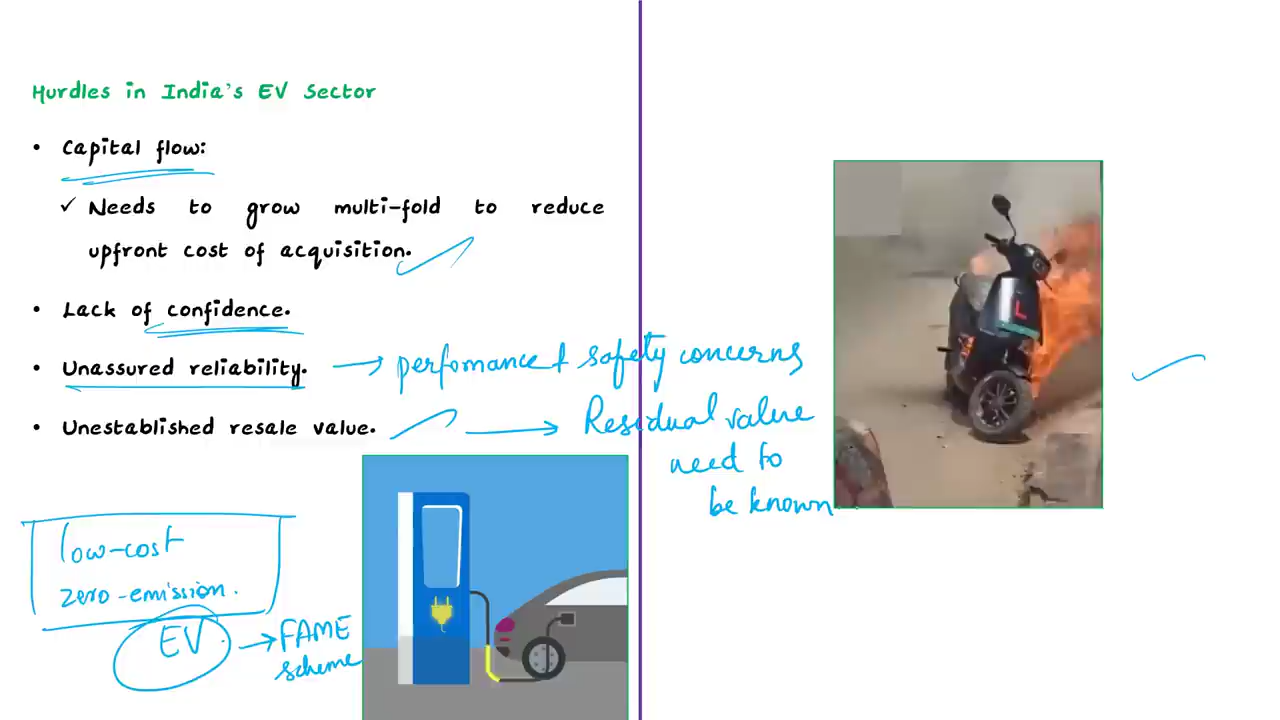 Hurdles in India's EV Sector
• Capital flow:
✓ Needs to grow multi-fold to reduce
upfront cost of acquisition.
• Lack of confidence.
• Unassured reliability. → perfomance & safety concerns
• Unestablished resale value. → Residual value
need to
be known
low-cost
zero-emission.
EV → FAME
scheme